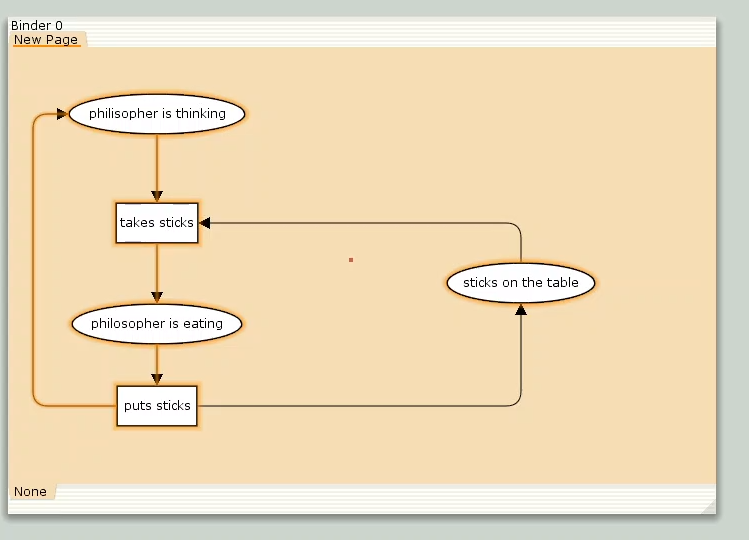 Binder 0
New Page
philisopher is thinking
takes sticks
sticks on the table
philosopher is eating
puts sticks
None